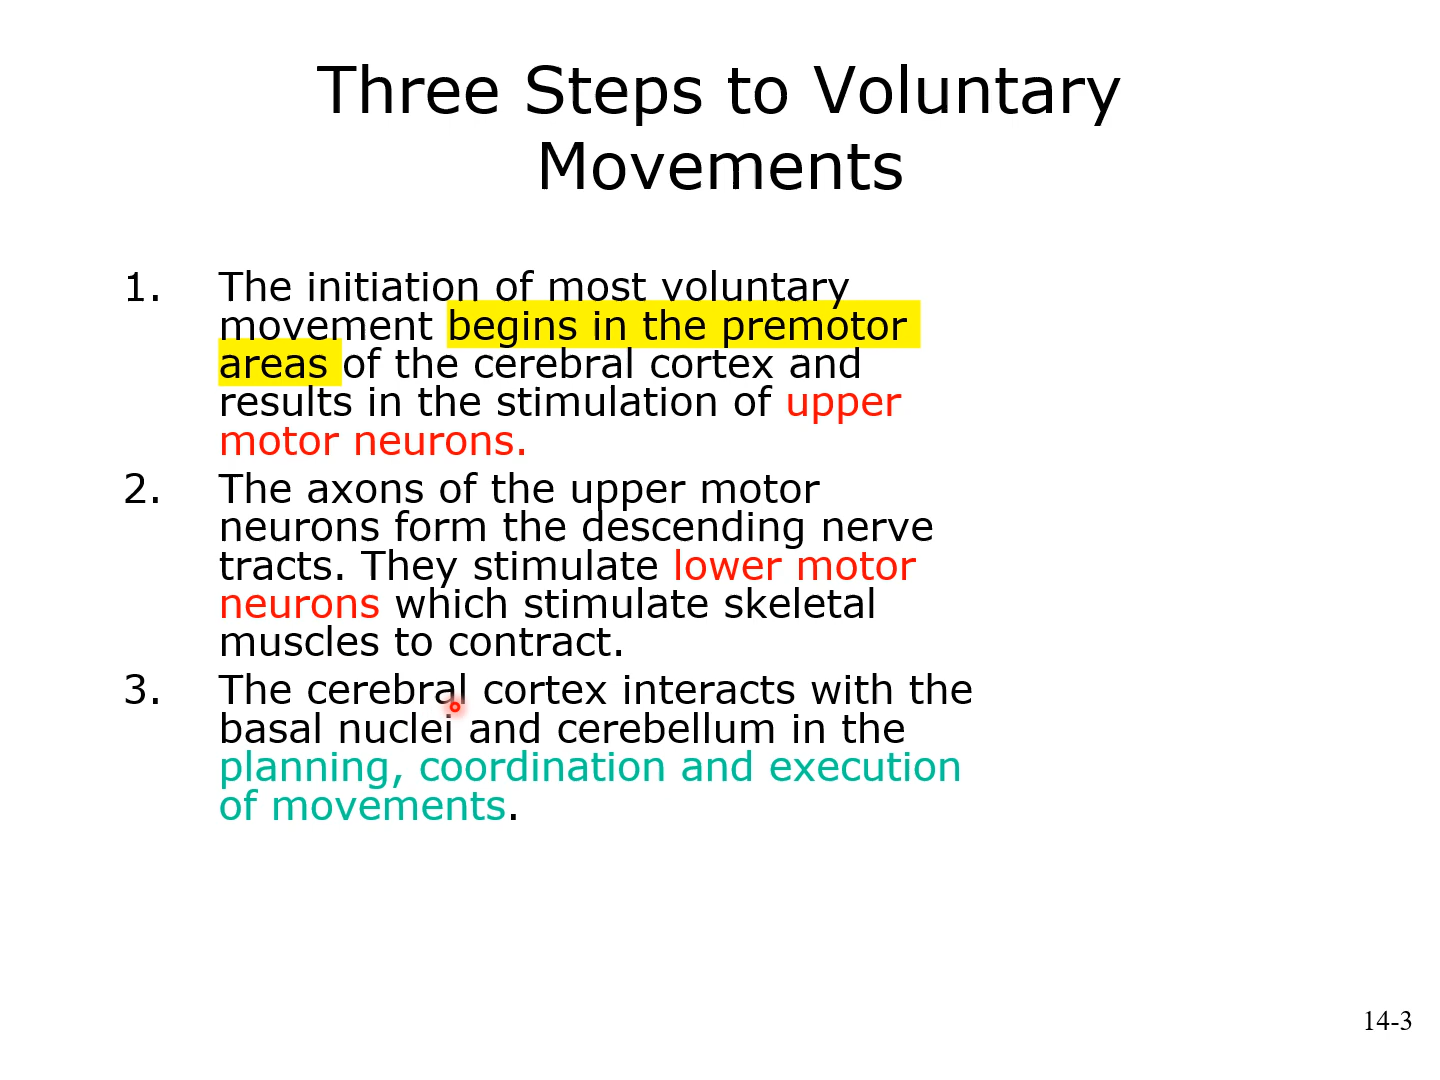 Three Steps to Voluntary
Movements
1. The initiation of most voluntary
movement begins in the premotor
areas of the cerebral cortex and
results in the stimulation of upper
motor neurons.
2. The axons of the upper motor
neurons form the descending nerve
tracts. They stimulate lower motor
neurons which stimulate skeletal
muscles to contract.
3. The cerebral cortex interacts with the
basal nuclei and cerebellum in the
planning, coordination and execution
of movements.
14-3